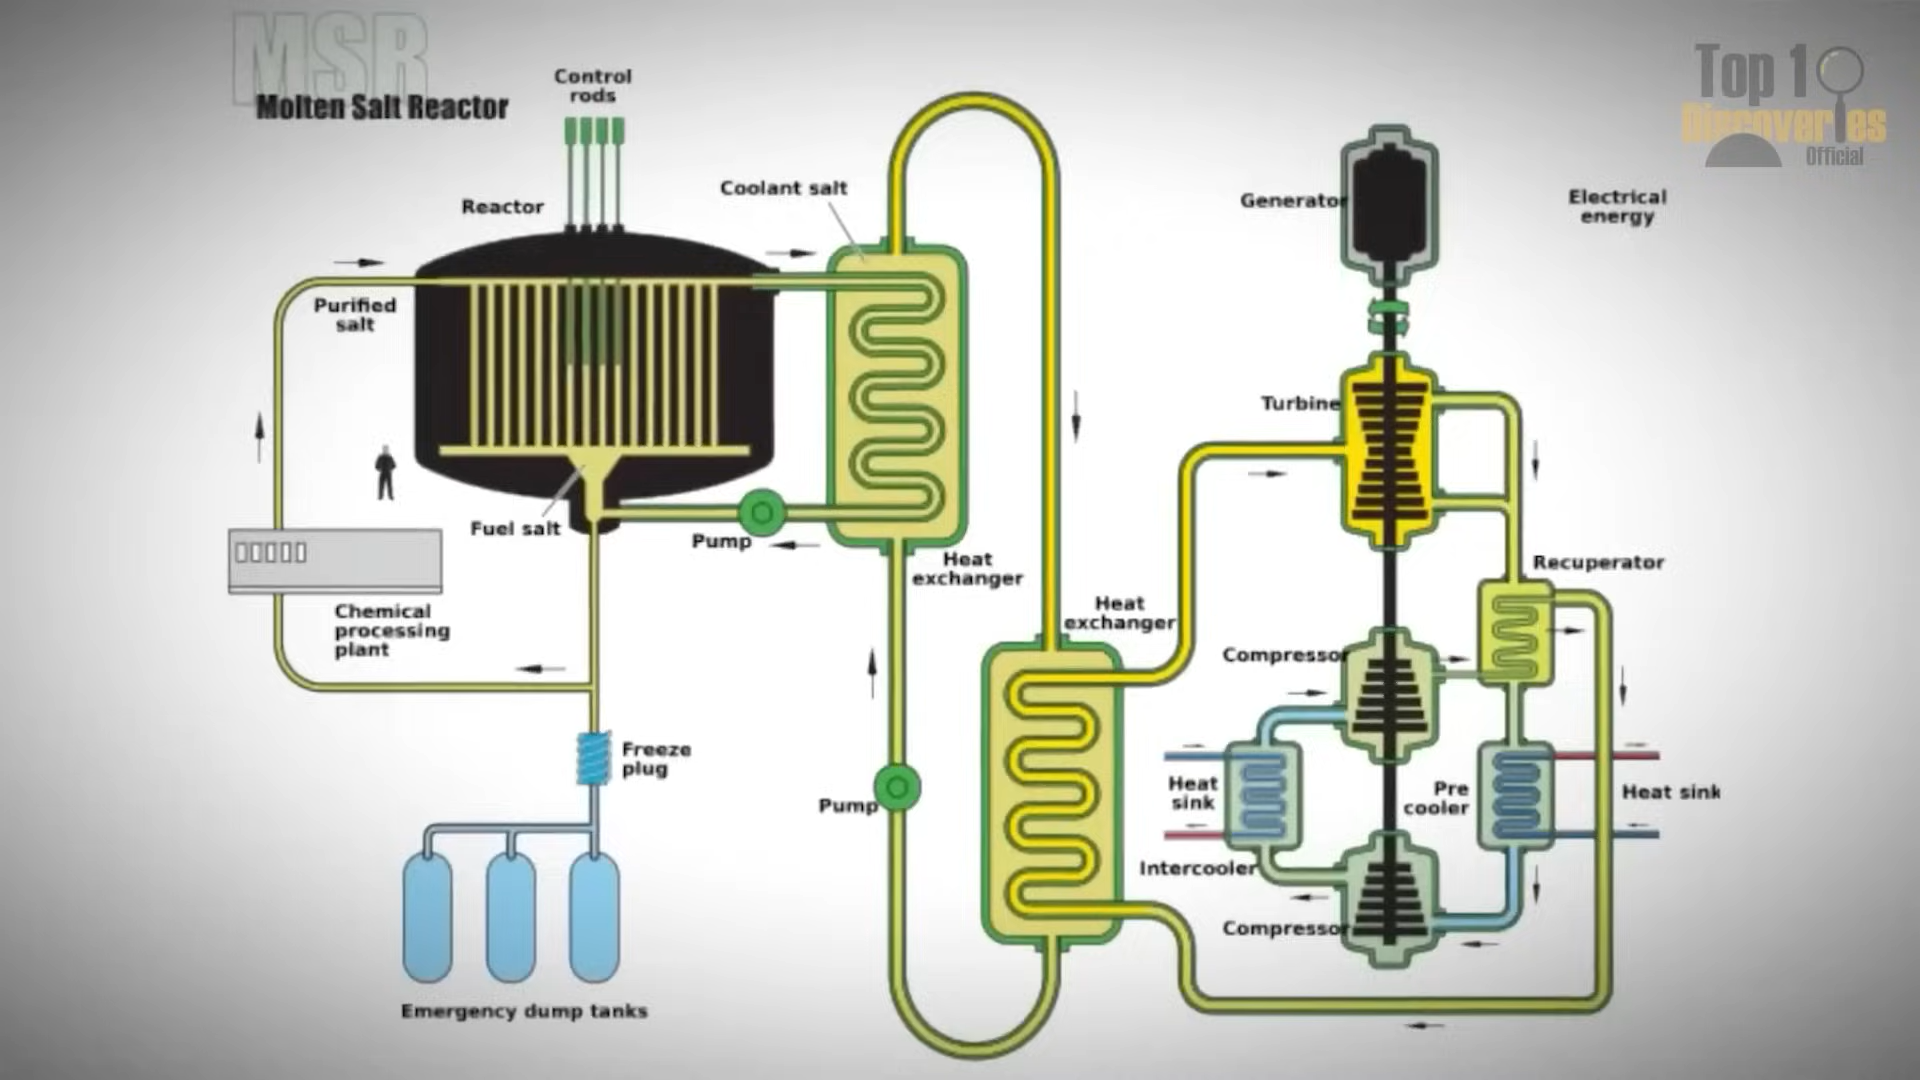 MSR
Molten Salt Reactor
Control
rods
Reactor
Coolant salt
Purified
salt
Fuel salt
Pump
Heat
exchanger
Chemical
processing
plant
Freeze
plug
Emergency dump tanks
Pump
Heat
exchanger
Generator
Electrical
energy
Turbine
Recuperator
Compressor
Heat
sink
Pre
cooler
Heat sink
Intercooler
Compressor
Top 10
Discoveries
Official